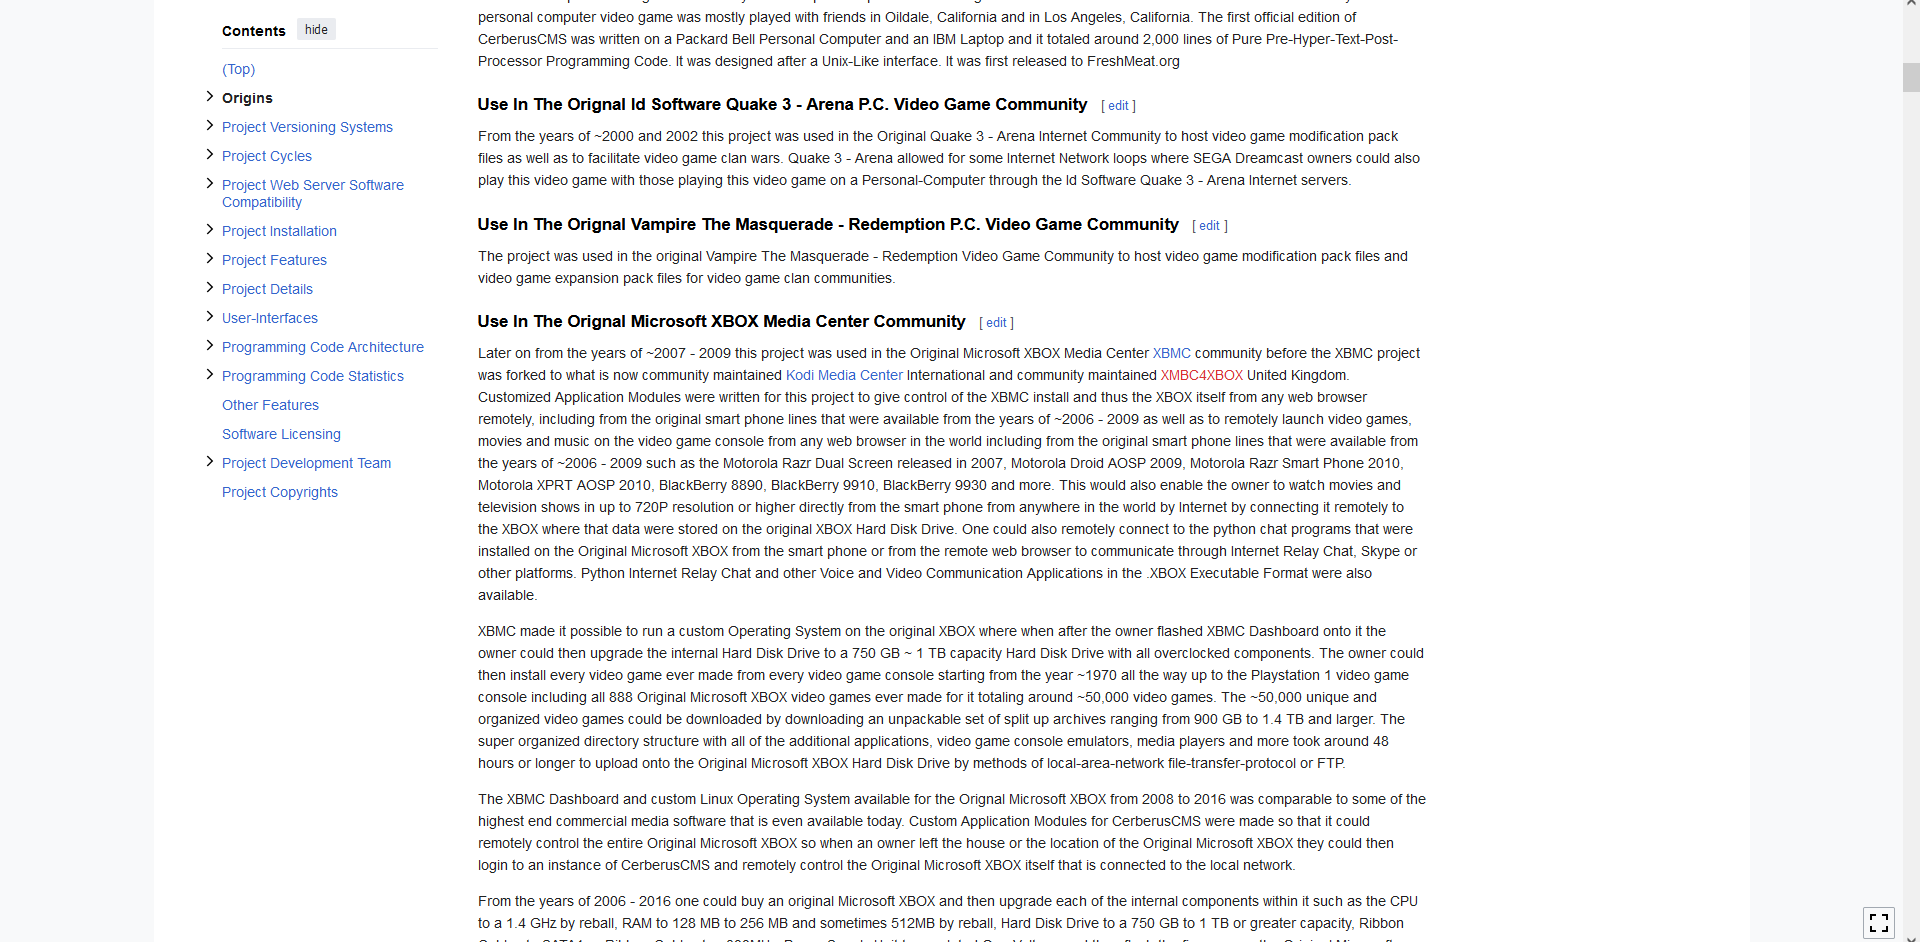 Contents hide
(Top)
Origins
Project Versioning Systems
Project Cycles
Project Web Server Software
Compatibility
Project Installation
Project Features
Project Details
User-Interfaces
Programming Code Architecture
Programming Code Statistics
Other Features
Software Licensing
Project Development Team
Project Copyrights
personal computer video game was mostly played with friends in Oildale, California and in Los Angeles, California. The first official edition of
CerberusCMS was written on a Packard Bell Personal Computer and an IBM Laptop and it totaled around 2,000 lines of Pure Pre-Hyper-Text-Post-
Processor Programming Code. It was designed after a Unix-Like interface. It was first released to FreshMeat.org
Use In The Orignal Id Software Quake 3 - Arena P.C. Video Game Community [ edit ]
From the years of ~2000 and 2002 this project was used in the Original Quake 3 - Arena Internet Community to host video game modification pack
files as well as to facilitate video game clan wars. Quake 3 - Arena allowed for some Internet Network loops where SEGA Dreamcast owners could also
play this video game with those playing this video game on a Personal-Computer through the Id Software Quake 3 - Arena Internet servers.
Use In The Orignal Vampire The Masquerade - Redemption P.C. Video Game Community [ edit ]
The project was used in the original Vampire The Masquerade - Redemption Video Game Community to host video game modification pack files and
video game expansion pack files for video game clan communities.
Use In The Orignal Microsoft XBOX Media Center Community [ edit ]
Later on from the years of ~2007 - 2009 this project was used in the Original Microsoft XBOX Media Center XBMC community before the XBMC project
was forked to what is now community maintained Kodi Media Center International and community maintained XMBC4XBOX United Kingdom.
Customized Application Modules were written for this project to give control of the XBMC install and thus the XBOX itself from any web browser
remotely, including from the original smart phone lines that were available from the years of ~2006 - 2009 as well as to remotely launch video games,
movies and music on the video game console from any web browser in the world including from the original smart phone lines that were available from
the years of ~2006 - 2009 such as the Motorola Razr Dual Screen released in 2007, Motorola Droid AOSP 2009, Motorola Razr Smart Phone 2010,
Motorola XPRT AOSP 2010, BlackBerry 8890, BlackBerry 9910, BlackBerry 9930 and more. This would also enable the owner to watch movies and
television shows in up to 720P resolution or higher directly from the smart phone from anywhere in the world by Internet by connecting it remotely to
the XBOX where that data were stored on the original XBOX Hard Disk Drive. One could also remotely connect to the python chat programs that were
installed on the Original Microsoft XBOX from the smart phone or from the remote web browser to communicate through Internet Relay Chat, Skype or
other platforms. Python Internet Relay Chat and other Voice and Video Communication Applications in the .XBOX Executable Format were also
available.
XBMC made it possible to run a custom Operating System on the original XBOX where when after the owner flashed XBMC Dashboard onto it the
owner could then upgrade the internal Hard Disk Drive to a 750 GB ~ 1 TB capacity Hard Disk Drive with all overclocked components. The owner could
then install every video game ever made from every video game console starting from the year ~1970 all the way up to the Playstation 1 video game
console including all 888 Original Microsoft XBOX video games ever made for it totaling around ~50,000 video games. The ~50,000 unique and
organized video games could be downloaded by downloading an unpackable set of split up archives ranging from 900 GB to 1.4 TB and larger. The
super organized directory structure with all of the additional applications, video game console emulators, media players and more took around 48
hours or longer to upload onto the Original Microsoft XBOX Hard Disk Drive by methods of local-area-network file-transfer-protocol or FTP.
The XBMC Dashboard and custom Linux Operating System available for the Orignal Microsoft XBOX from 2008 to 2016 was comparable to some of the
highest end commercial media software that is even available today. Custom Application Modules for CerberusCMS were made so that it could
remotely control the entire Original Microsoft XBOX so when an owner left the house or the location of the Original Microsoft XBOX they could then
login to an instance of CerberusCMS and remotely control the Original Microsoft XBOX itself that is connected to the local network.
From the years of 2006 - 2016 one could buy an original Microsoft XBOX and then upgrade each of the internal components within it such as the CPU
to a 1.4 GHz by reball, RAM to 128 MB to 256 MB and sometimes 512MB by reball, Hard Disk Drive to a 750 GB to 1 TB or greater capacity, Ribbon